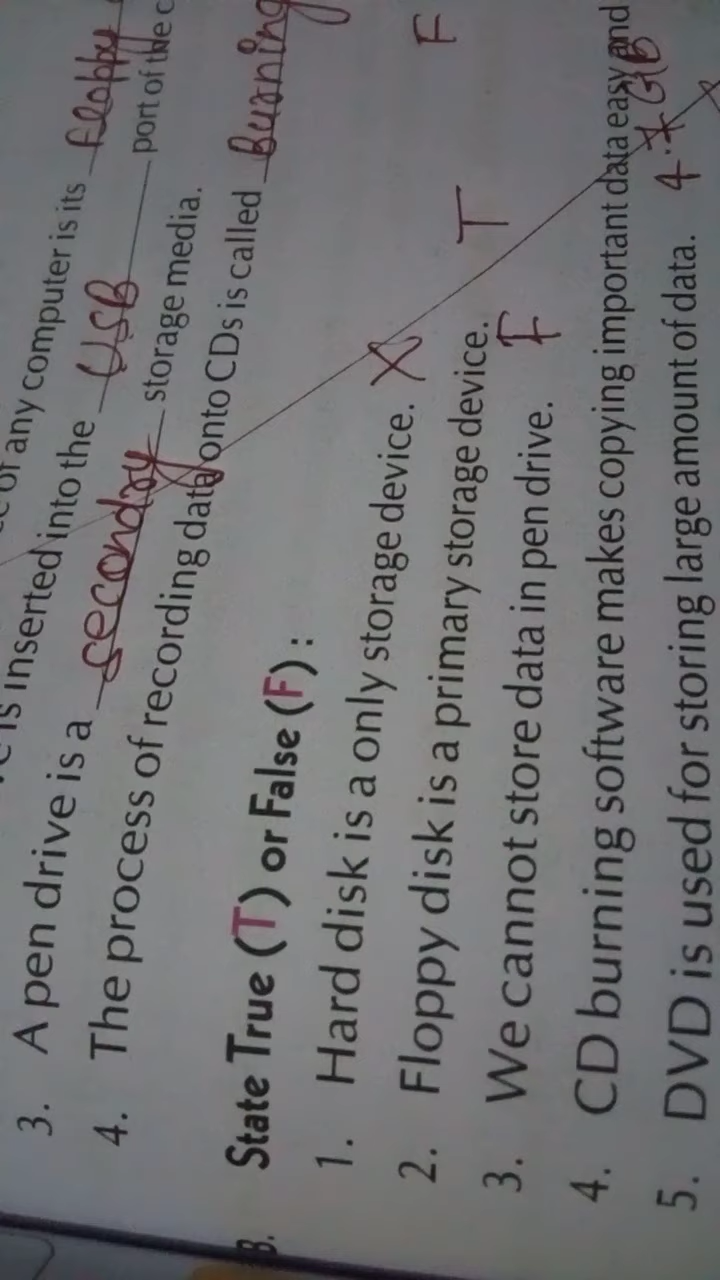 of any computer is its floppy
is inserted into the USB port of the c
3. A pen drive is a seconday storage media.
4. The process of recording data onto CDs is called Burning
B. State True (T) or False (F) :
1. Hard disk is a only storage device. X F
2. Floppy disk is a primary storage device. T
3. We cannot store data in pen drive. F
4. CD burning software makes copying important data easy and
5. DVD is used for storing large amount of data. 4.7 GB